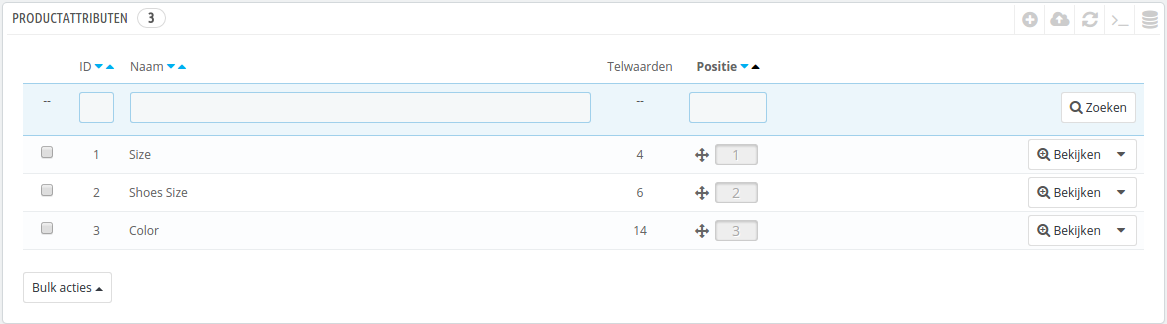 PRODUCTATTRIBUTEN 3
ID Naam Telwaarden Positie
-- -- Zoeken
1 Size 4 1 Bekijken
2 Shoes Size 6 2 Bekijken
3 Color 14 3 Bekijken
Bulk acties